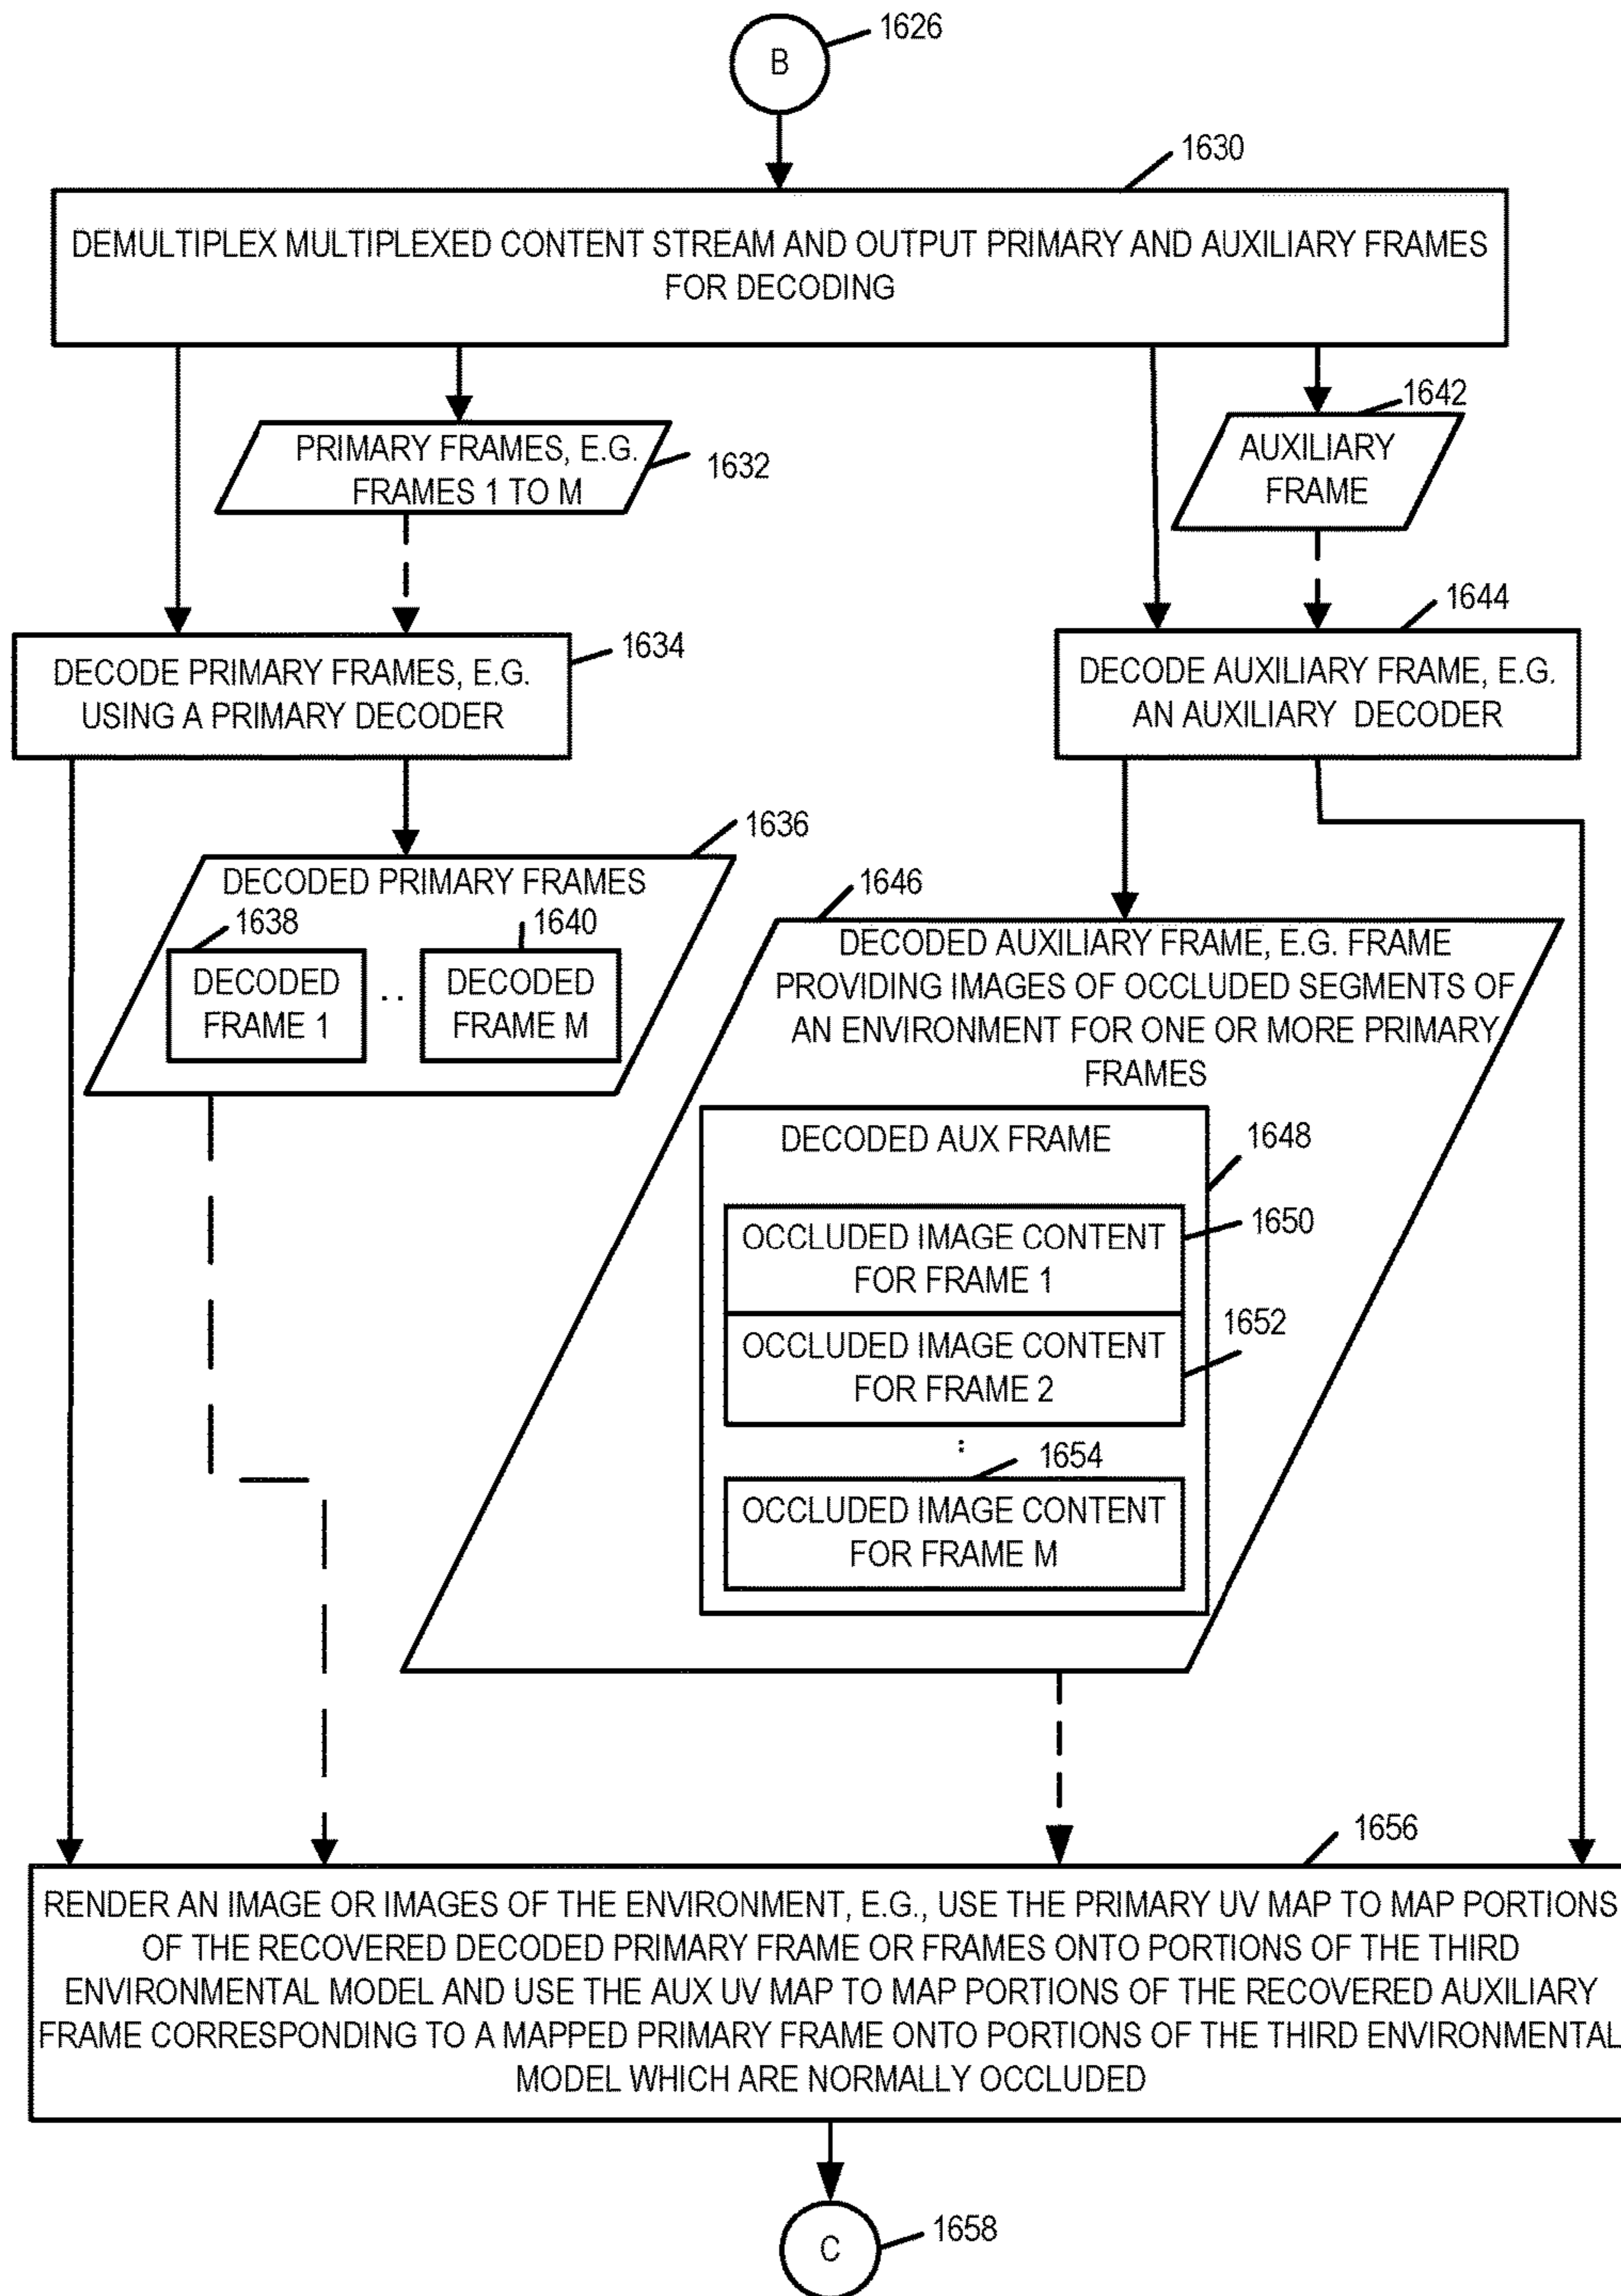 B
1626
1630
DEMULTIPLEX MULTIPLEXED CONTENT STREAM AND OUTPUT PRIMARY AND AUXILIARY FRAMES
FOR DECODING
PRIMARY FRAMES, E.G.
FRAMES 1 TO M
1632
1642
AUXILIARY
FRAME
1634
DECODE PRIMARY FRAMES, E.G.
USING A PRIMARY DECODER
1644
DECODE AUXILIARY FRAME, E.G.
AN AUXILIARY DECODER
1636
DECODED PRIMARY FRAMES
1638
1640
DECODED
FRAME 1
..
DECODED
FRAME M
1646
DECODED AUXILIARY FRAME, E.G. FRAME
PROVIDING IMAGES OF OCCLUDED SEGMENTS OF
AN ENVIRONMENT FOR ONE OR MORE PRIMARY
FRAMES
DECODED AUX FRAME
1648
OCCLUDED IMAGE CONTENT
FOR FRAME 1
1650
OCCLUDED IMAGE CONTENT
FOR FRAME 2
1652
:
1654
OCCLUDED IMAGE CONTENT
FOR FRAME M
1656
RENDER AN IMAGE OR IMAGES OF THE ENVIRONMENT, E.G., USE THE PRIMARY UV MAP TO MAP PORTIONS
OF THE RECOVERED DECODED PRIMARY FRAME OR FRAMES ONTO PORTIONS OF THE THIRD
ENVIRONMENTAL MODEL AND USE THE AUX UV MAP TO MAP PORTIONS OF THE RECOVERED AUXILIARY
FRAME CORRESPONDING TO A MAPPED PRIMARY FRAME ONTO PORTIONS OF THE THIRD ENVIRONMENTAL
MODEL WHICH ARE NORMALLY OCCLUDED
C
1658